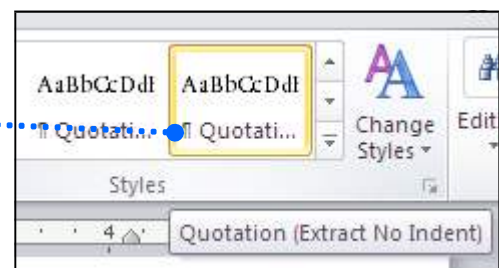 AaBbCcDdI AaBbCcDdI
¶ Quotati... ¶ Quotati...
Change Styles
Edit
Styles
4
Quotation (Extract No Indent)